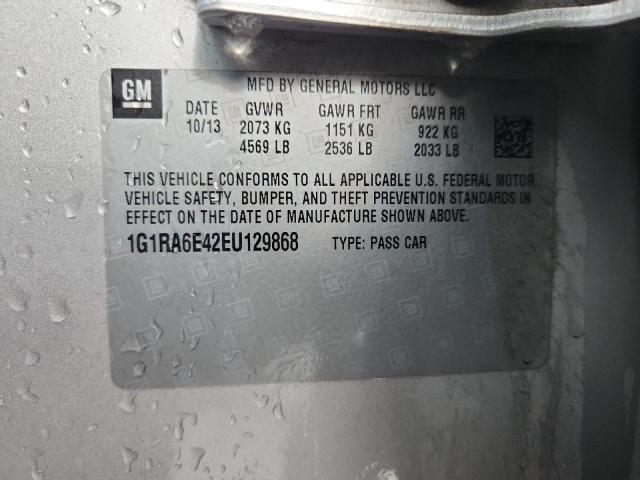 GM
MFD BY GENERAL MOTORS LLC
DATE GVWR GAWR FRT GAWR RR
10/13 2073 KG 1151 KG 922 KG
4569 LB 2536 LB 2033 LB
THIS VEHICLE CONFORMS TO ALL APPLICABLE U.S. FEDERAL MOTOR
VEHICLE SAFETY, BUMPER, AND THEFT PREVENTION STANDARDS IN
EFFECT ON THE DATE OF MANUFACTURE SHOWN ABOVE.
1G1RA6E42EU129868 TYPE: PASS CAR